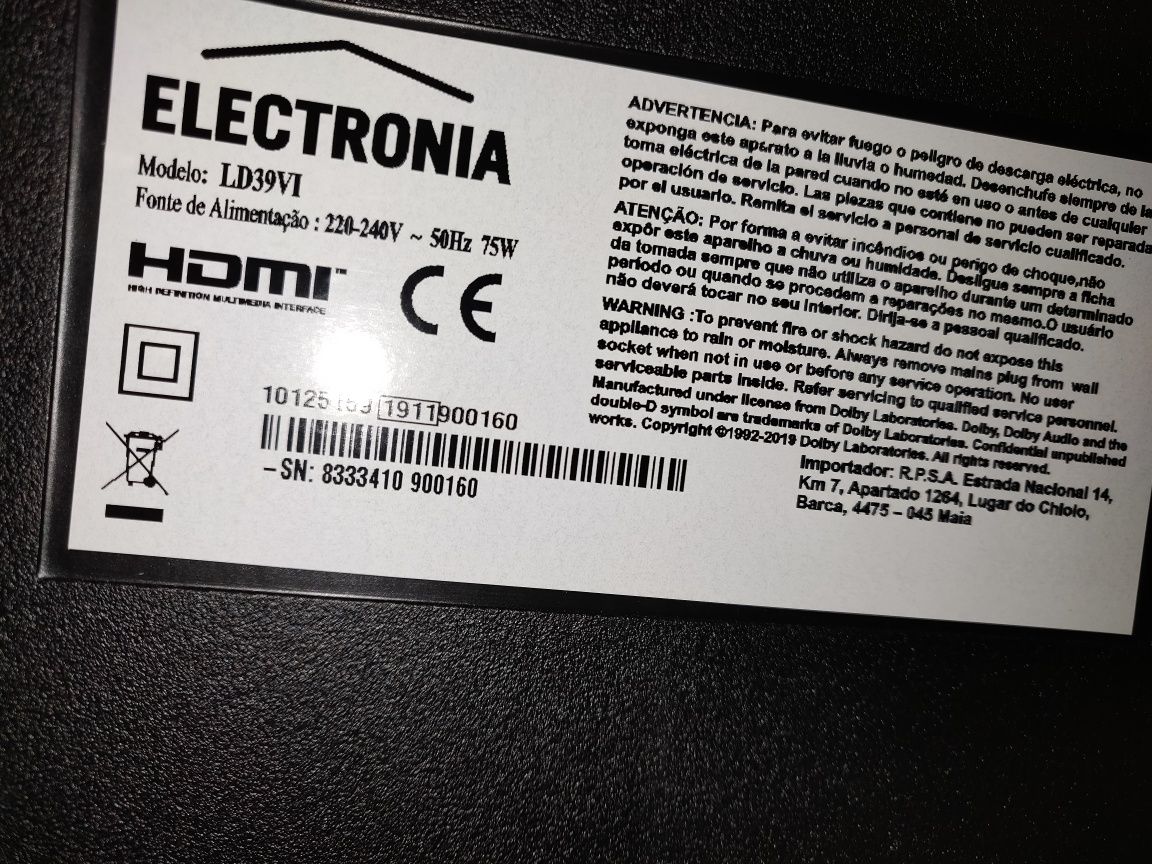 ELECTRONIA
Modelo: LD39VI
Fonte de Alimentação : 220-240V ~ 50Hz 75W
HDMI™
HIGH DEFINITION MULTIMEDIA INTERFACE
CE
1911900160
-SN: 8333410 900160
ADVERTENCIA: Para evitar fuego o peligro de descarga eléctrica, no
exponga este aparato a la lluvia o humedad. Desenchufe siempre de la
toma eléctrica de la pared cuando no esté en uso o antes de cualquier
operación de servicio. Las piezas que contiene no pueden ser reparadas
por el usuario. Remita el servicio a personal de servicio cualificado.
ATENÇÃO: Por forma a evitar incêndios ou perigo de choque,não
expôr este aparelho a chuva ou humidade. Desligue sempre a ficha
da tomada sempre que não utiliza o aparelho durante um determinado
período ou quando se procedem a reparações no mesmo.O usuário
não deverá tocar no seu interior. Dirija-se a pessoal qualificado.
WARNING :To prevent fire or shock hazard do not expose this
appliance to rain or moisture. Always remove mains plug from wall
socket when not in use or before any service operation. No user
serviceable parts inside. Refer servicing to qualified service personnel.
Manufactured under license from Dolby Laboratories. Dolby, Dolby Audio and the
double-D symbol are trademarks of Dolby Laboratories. Confidential unpublished
works. Copyright ©1992-2019 Dolby Laboratories. All rights reserved.
Importador: R.P.S.A. Estrada Nacional 14,
Km 7, Apartado 1264, Lugar do Chiolo,
Barca, 4475 – 045 Maia